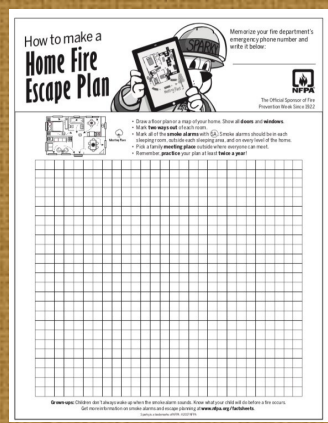 How to make a
Home Fire
Escape Plan
SPARKY
Memorize your fire department's
emergency phone number and
write it below:
NFPA
The Official Sponsor of Fire
Prevention Week Since 1922
• Draw a floor plan or a map of your home. Show all doors and windows.
• Mark two ways out of each room.
• Mark all of the smoke alarms with SA. Smoke alarms should be in each
sleeping room, outside each sleeping area, and on every level of the home.
• Pick a family meeting place outside where everyone can meet.
• Remember, practice your plan at least twice a year!
Grown-ups: Children don't always wake up when the smoke alarm sounds. Know what your child will do before a fire occurs.
Get more information on smoke alarms and escape planning at www.nfpa.org/factsheets.